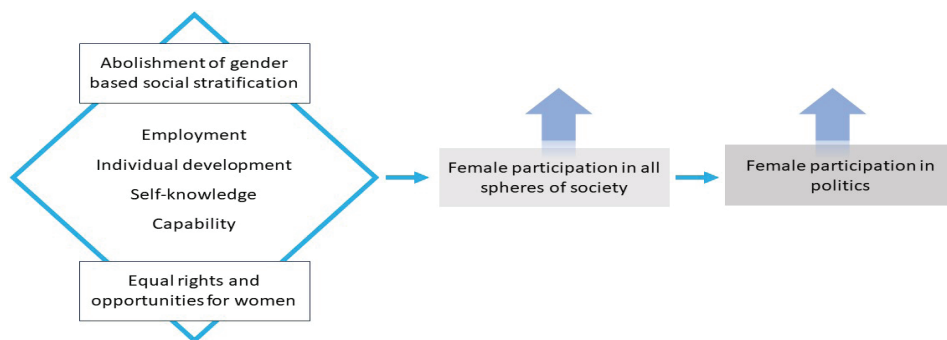 Abolishment of gender
based social stratification
Employment
Individual development
Self-knowledge
Capability
Equal rights and
opportunities for women
Female participation in all
spheres of society
Female participation in
politics